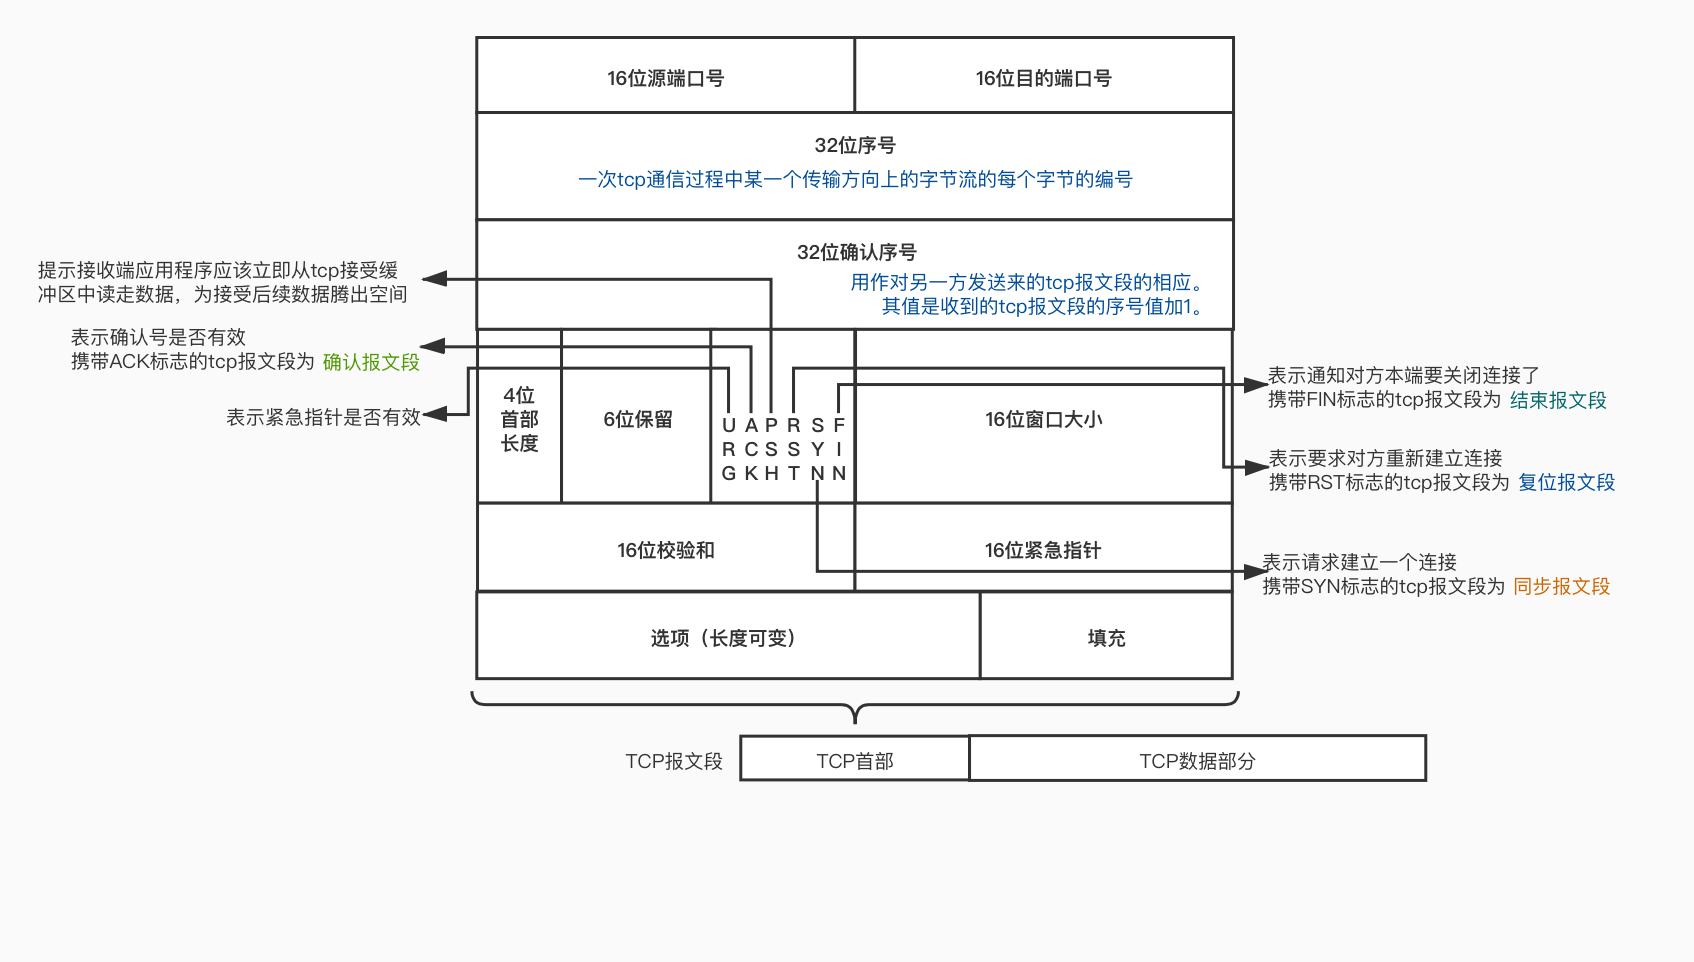 16位源端口号
16位目的端口号
32位序号
一次tcp通信过程中某一个传输方向上的字节流的每个字节的编号
32位确认序号
用作对另一方发送来的tcp报文段的相应。
其值是收到的tcp报文段的序号值加1。
提示接收端应用程序应该立即从tcp接受缓
冲区中读走数据，为接受后续数据腾出空间
表示确认号是否有效
携带ACK标志的tcp报文段为 确认报文段
表示紧急指针是否有效
4位
首部
长度
6位保留
URG
ACK
PSH
RST
SYN
FIN
16位窗口大小
表示通知对方本端要关闭连接了
携带FIN标志的tcp报文段为 结束报文段
表示要求对方重新建立连接
携带RST标志的tcp报文段为 复位报文段
16位校验和
16位紧急指针
表示请求建立一个连接
携带SYN标志的tcp报文段为 同步报文段
选项（长度可变）
填充
TCP报文段
TCP首部
TCP数据部分